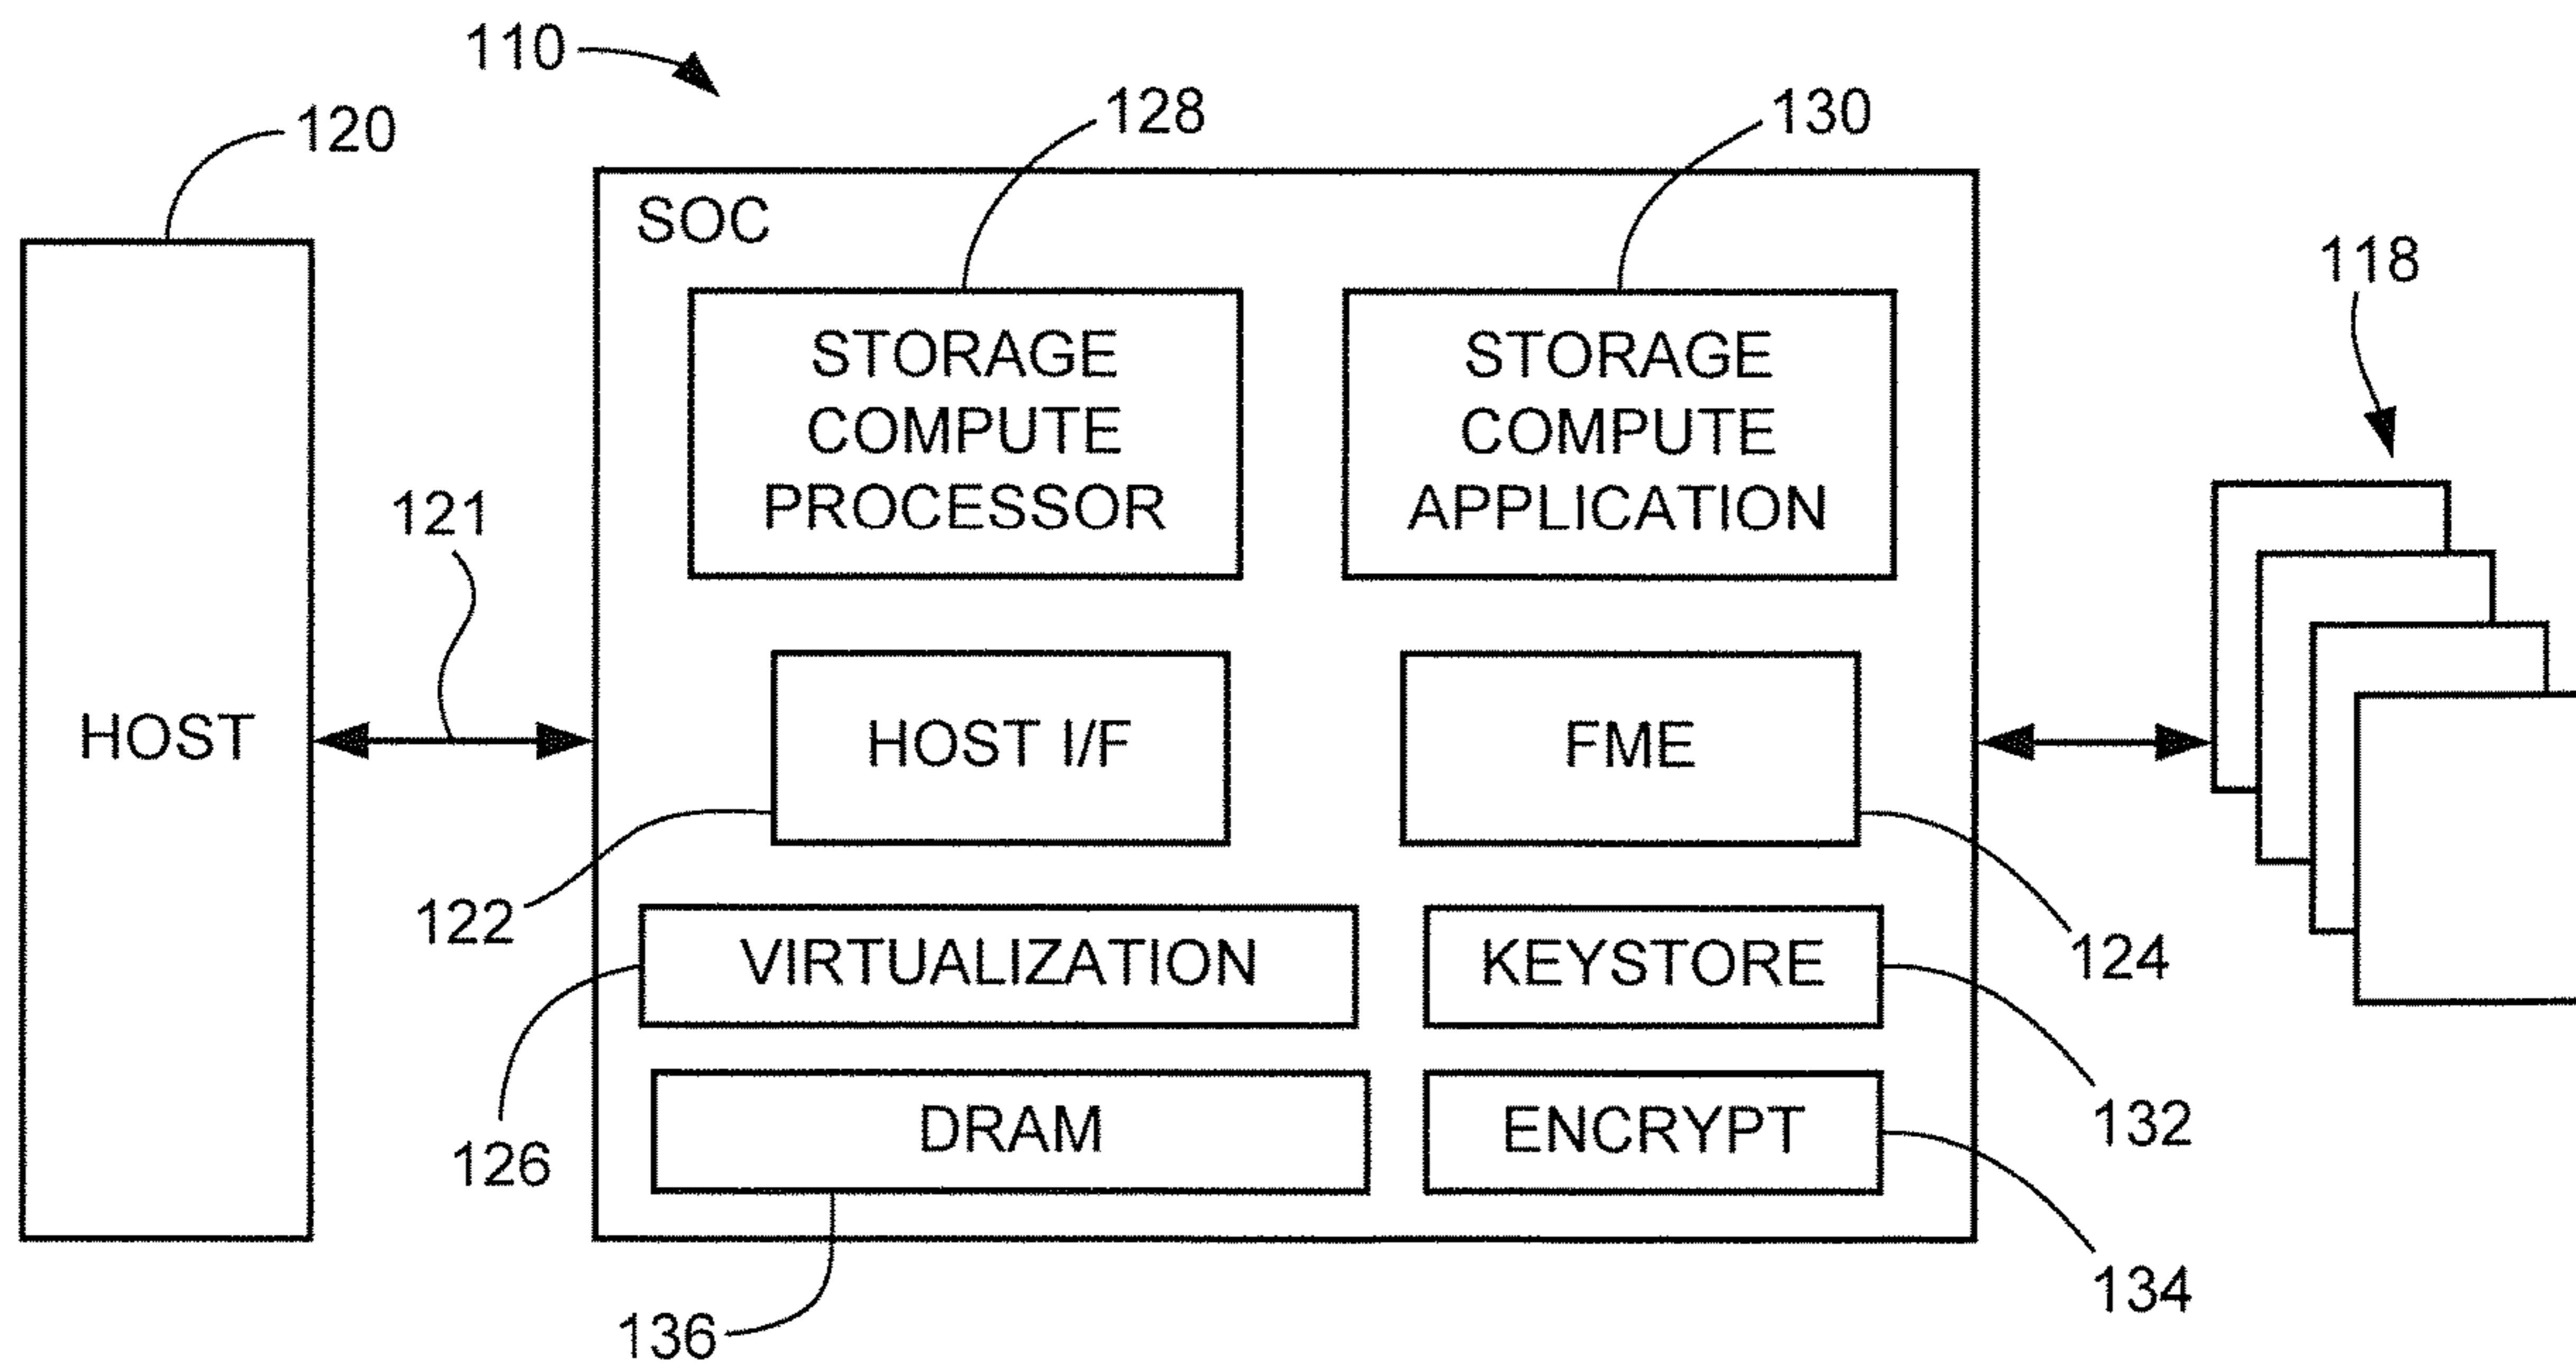 110
120
128
130
SOC
118
STORAGE
COMPUTE
PROCESSOR
STORAGE
COMPUTE
APPLICATION
121
HOST
HOST I/F
FME
122
124
VIRTUALIZATION
KEYSTORE
126
132
DRAM
ENCRYPT
134
136